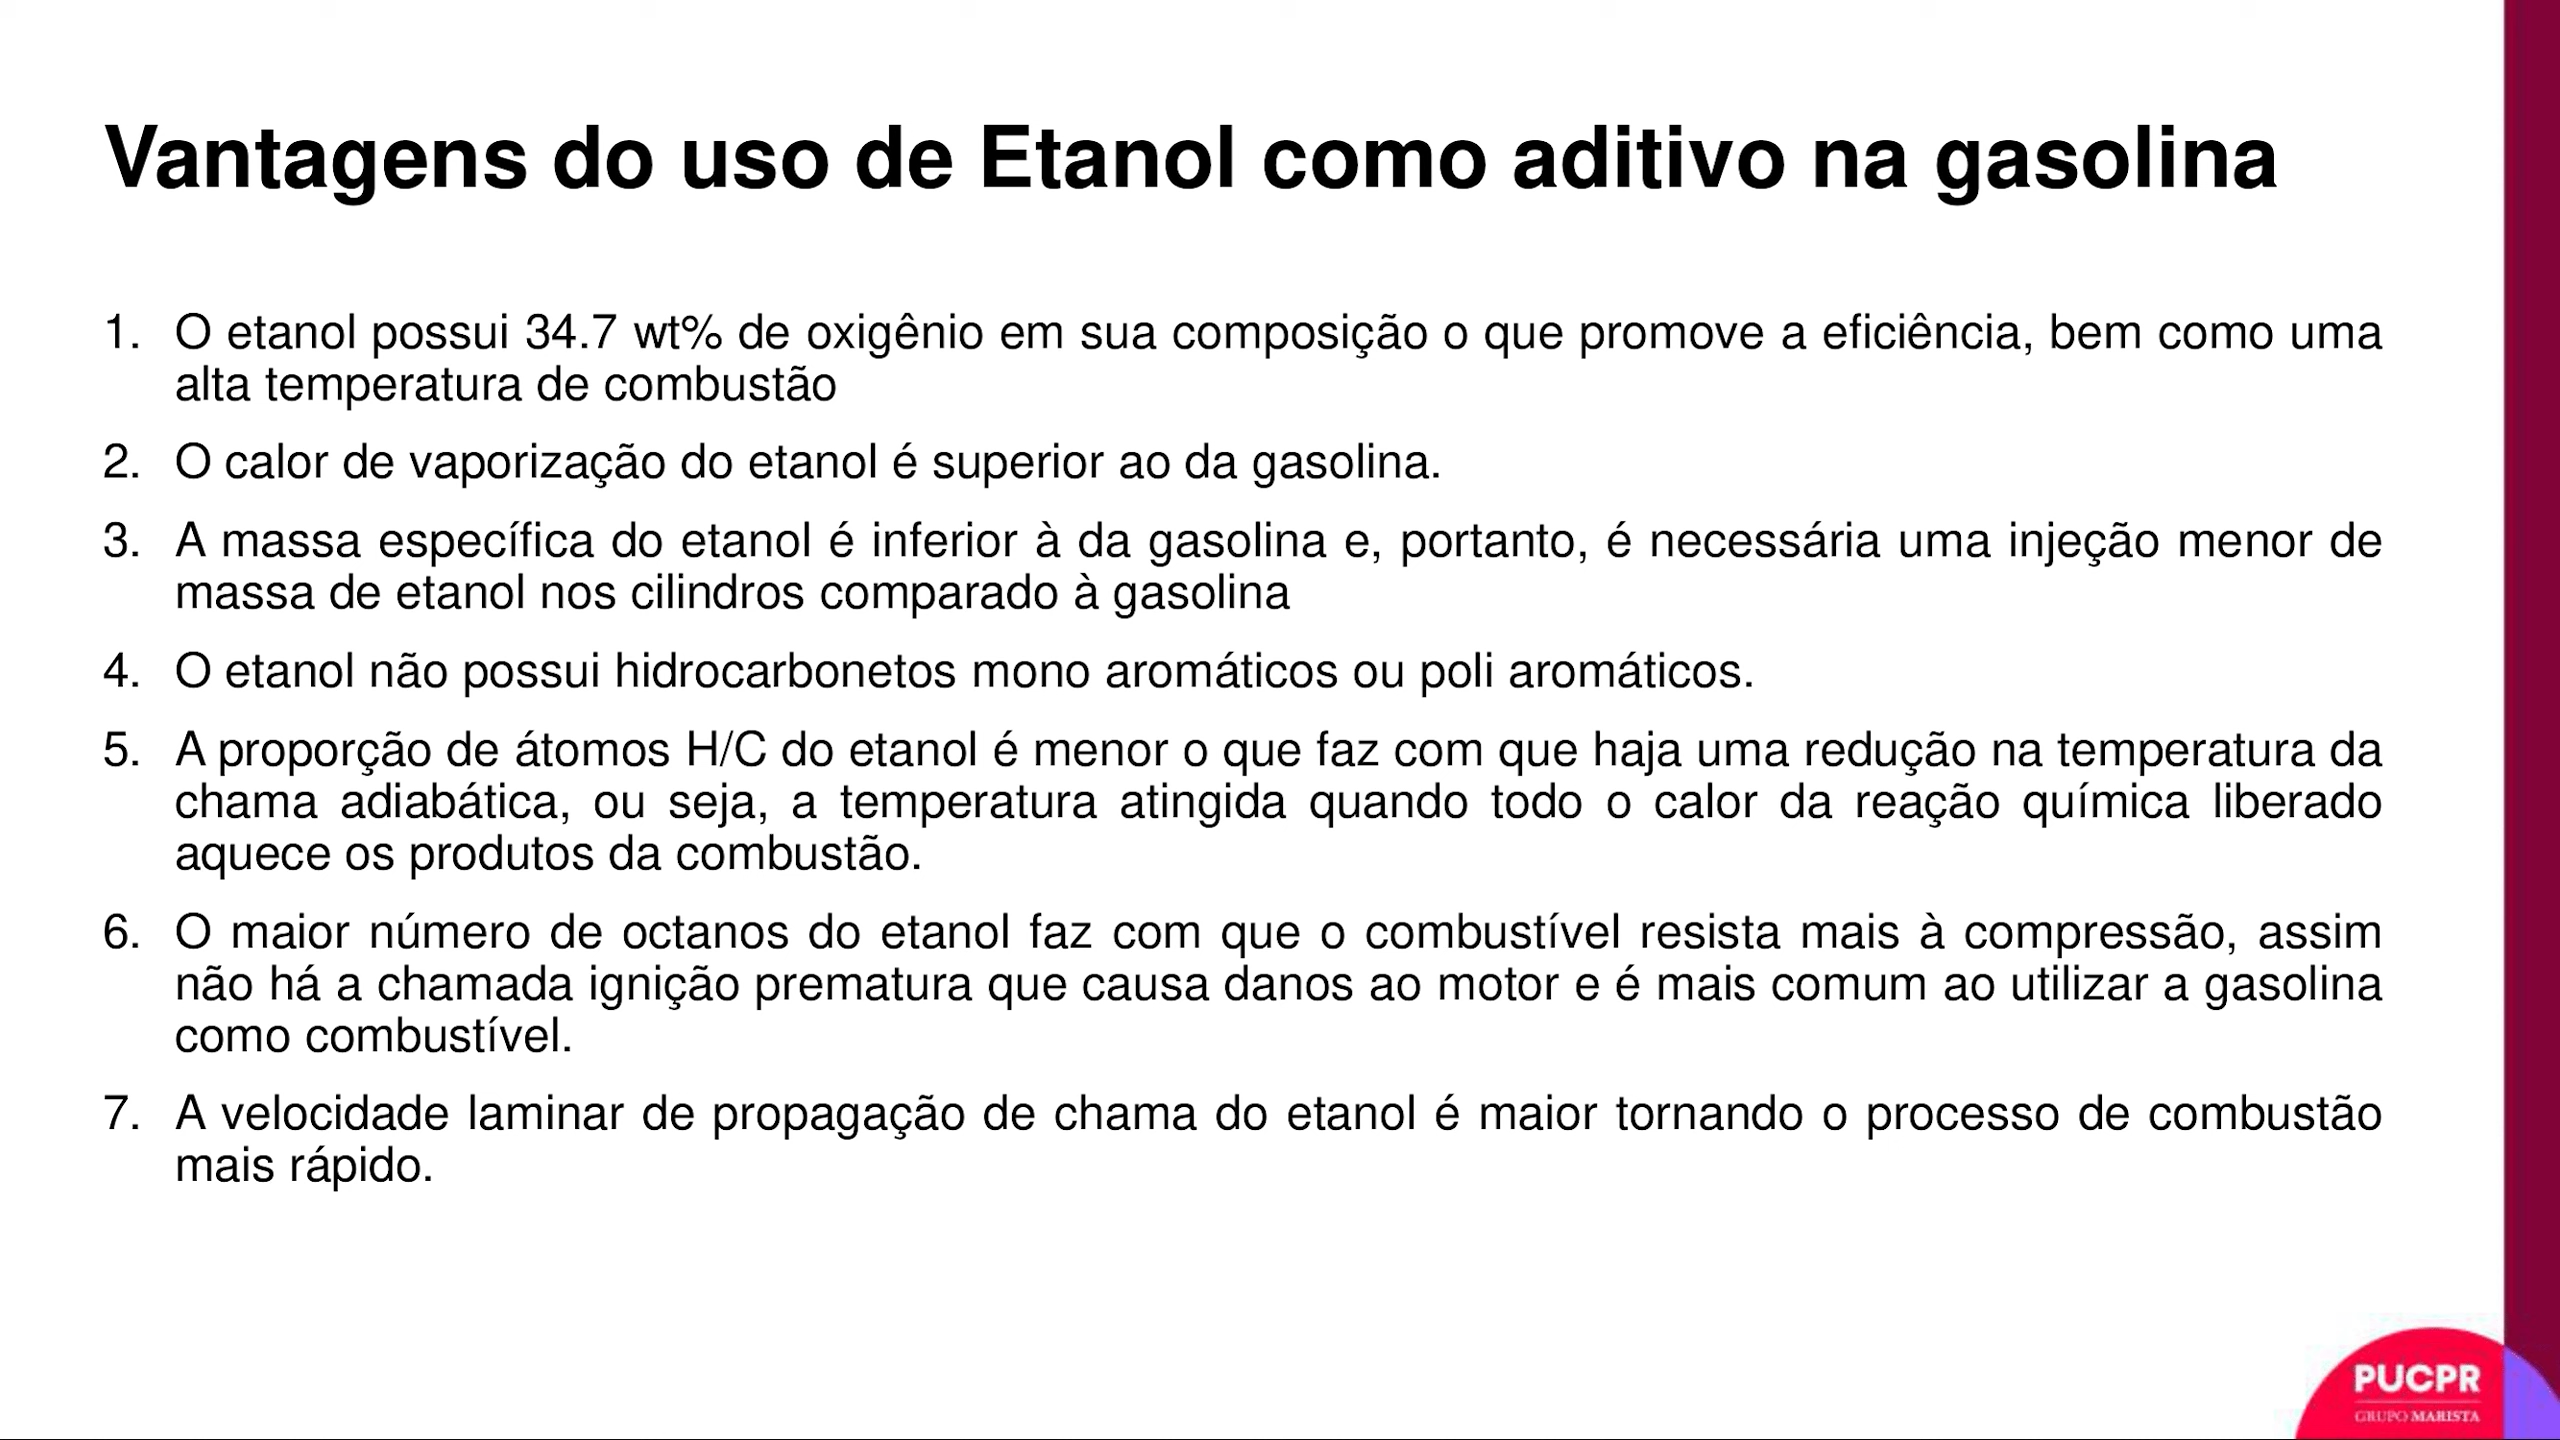 Vantagens do uso de Etanol como aditivo na gasolina
1. O etanol possui 34.7 wt% de oxigênio em sua composição o que promove a eficiência, bem como uma
alta temperatura de combustão
2. O calor de vaporização do etanol é superior ao da gasolina.
3. A massa específica do etanol é inferior à da gasolina e, portanto, é necessária uma injeção menor de
massa de etanol nos cilindros comparado à gasolina
4. O etanol não possui hidrocarbonetos mono aromáticos ou poli aromáticos.
5. A proporção de átomos H/C do etanol é menor o que faz com que haja uma redução na temperatura da
chama adiabática, ou seja, a temperatura atingida quando todo o calor da reação química liberado
aquece os produtos da combustão.
6. O maior número de octanos do etanol faz com que o combustível resista mais à compressão, assim
não há a chamada ignição prematura que causa danos ao motor e é mais comum ao utilizar a gasolina
como combustível.
7. A velocidade laminar de propagação de chama do etanol é maior tornando o processo de combustão
mais rápido.
PUCPR
GRUPO MARISTA